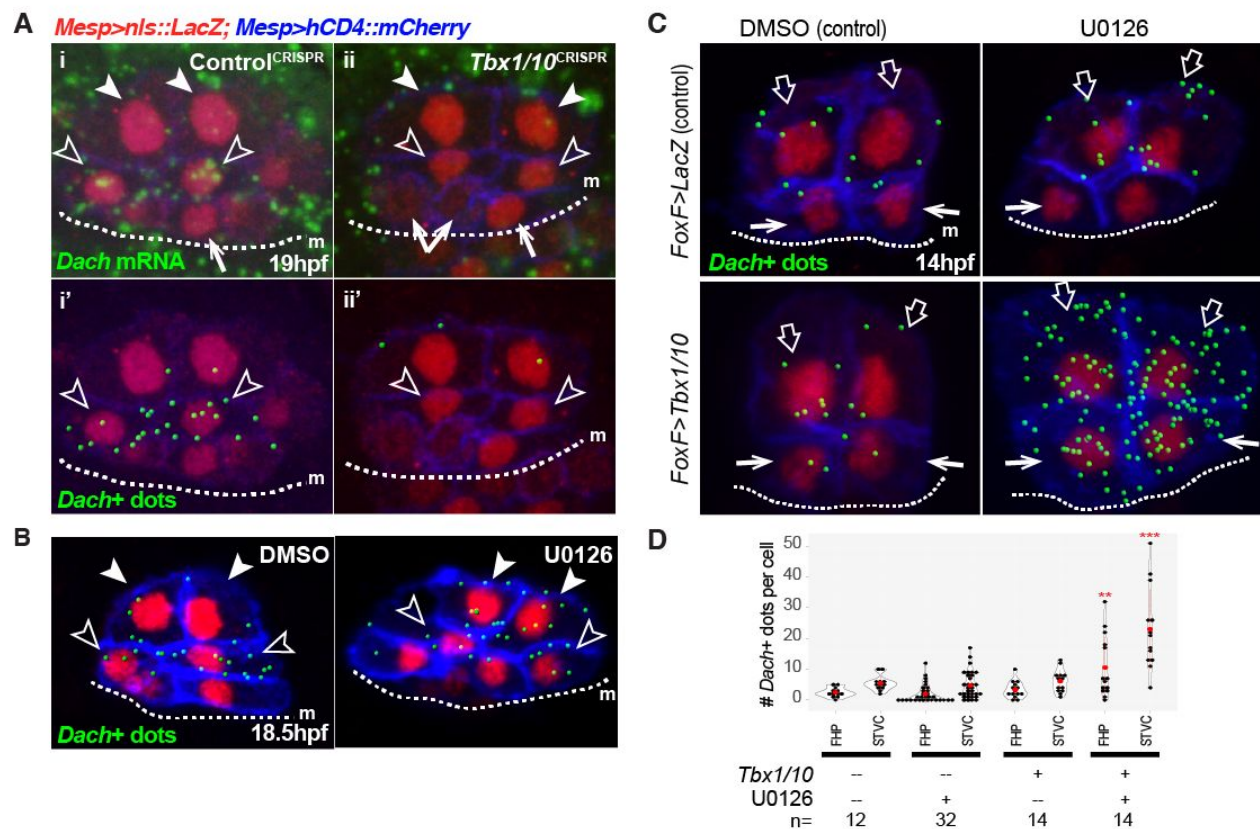 A
Mesp>nls::LacZ; Mesp>hCD4::mCherry
i
Control^CRISPR
ii
Tbx1/10^CRISPR
m
m
Dach mRNA
19hpf
i'
ii'
m
m
Dach+ dots
B
DMSO
U0126
m
m
Dach+ dots
18.5hpf
C
DMSO (control)
U0126
FoxF>LacZ (control)
m
Dach+ dots
14hpf
FoxF>Tbx1/10
D
# Dach+ dots per cell
50
40
30
20
10
0
**
***
FHP STVC FHP STVC FHP STVC FHP STVC
Tbx1/10 -- -- + +
U0126 -- + -- +
n= 12 32 14 14